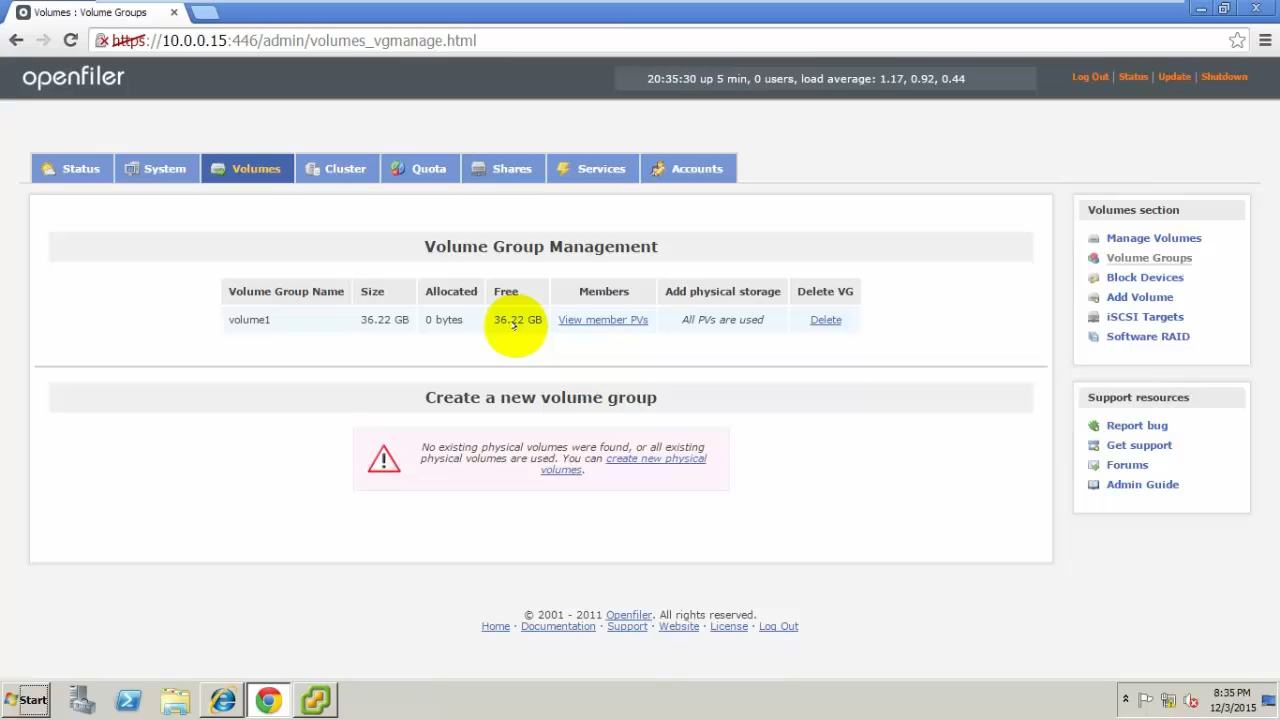 Volumes : Volume Groups
https://10.0.0.15:446/admin/volumes_vgmanage.html
openfiler
20:35:30 up 5 min, 0 users, load average: 1.17, 0.92, 0.44
Log Out | Status | Update | Shutdown
Status System Volumes Cluster Quota Shares Services Accounts
Volume Group Management
Volume Group Name Size Allocated Free Members Add physical storage Delete VG
volume1 36.22 GB 0 bytes 36.22 GB View member PVs All PVs are used Delete
Create a new volume group
No existing physical volumes were found, or all existing
physical volumes are used. You can create new physical
volumes.
Volumes section
Manage Volumes
Volume Groups
Block Devices
Add Volume
iSCSI Targets
Software RAID
Support resources
Report bug
Get support
Forums
Admin Guide
© 2001 - 2011 Openfiler. All rights reserved.
Home · Documentation · Support · Website · License · Log Out
Start
8:35 PM
12/3/2015